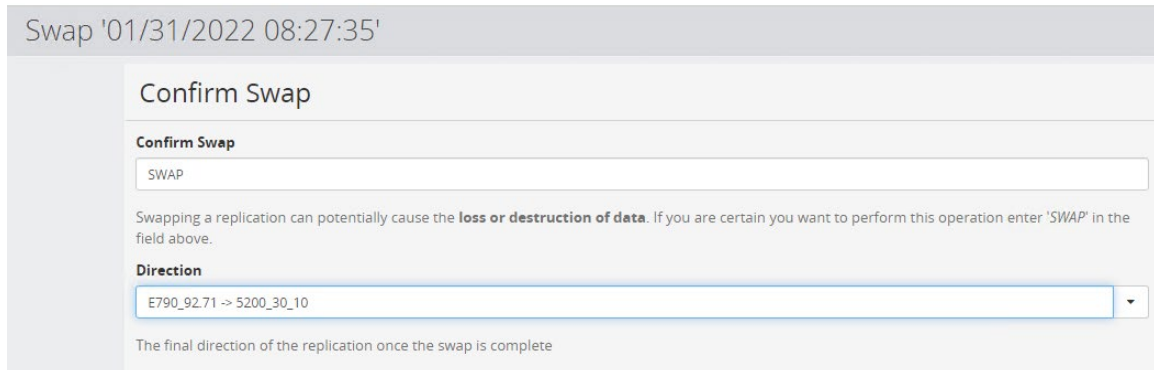 Swap '01/31/2022 08:27:35'
Confirm Swap
Confirm Swap
SWAP
Swapping a replication can potentially cause the loss or destruction of data. If you are certain you want to perform this operation enter 'SWAP' in the
field above.
Direction
E790_92.71 -> 5200_30_10
The final direction of the replication once the swap is complete